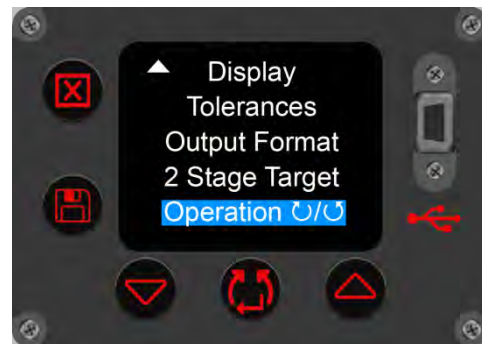 Display
Tolerances
Output Format
2 Stage Target
Operation ↻/↺